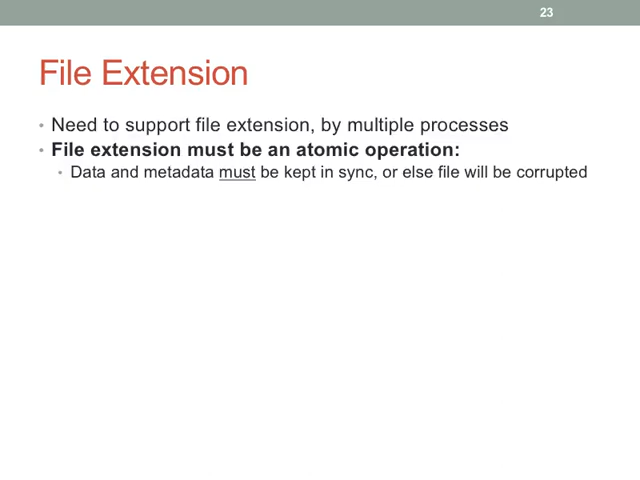 23
File Extension
• Need to support file extension, by multiple processes
• File extension must be an atomic operation:
• Data and metadata must be kept in sync, or else file will be corrupted